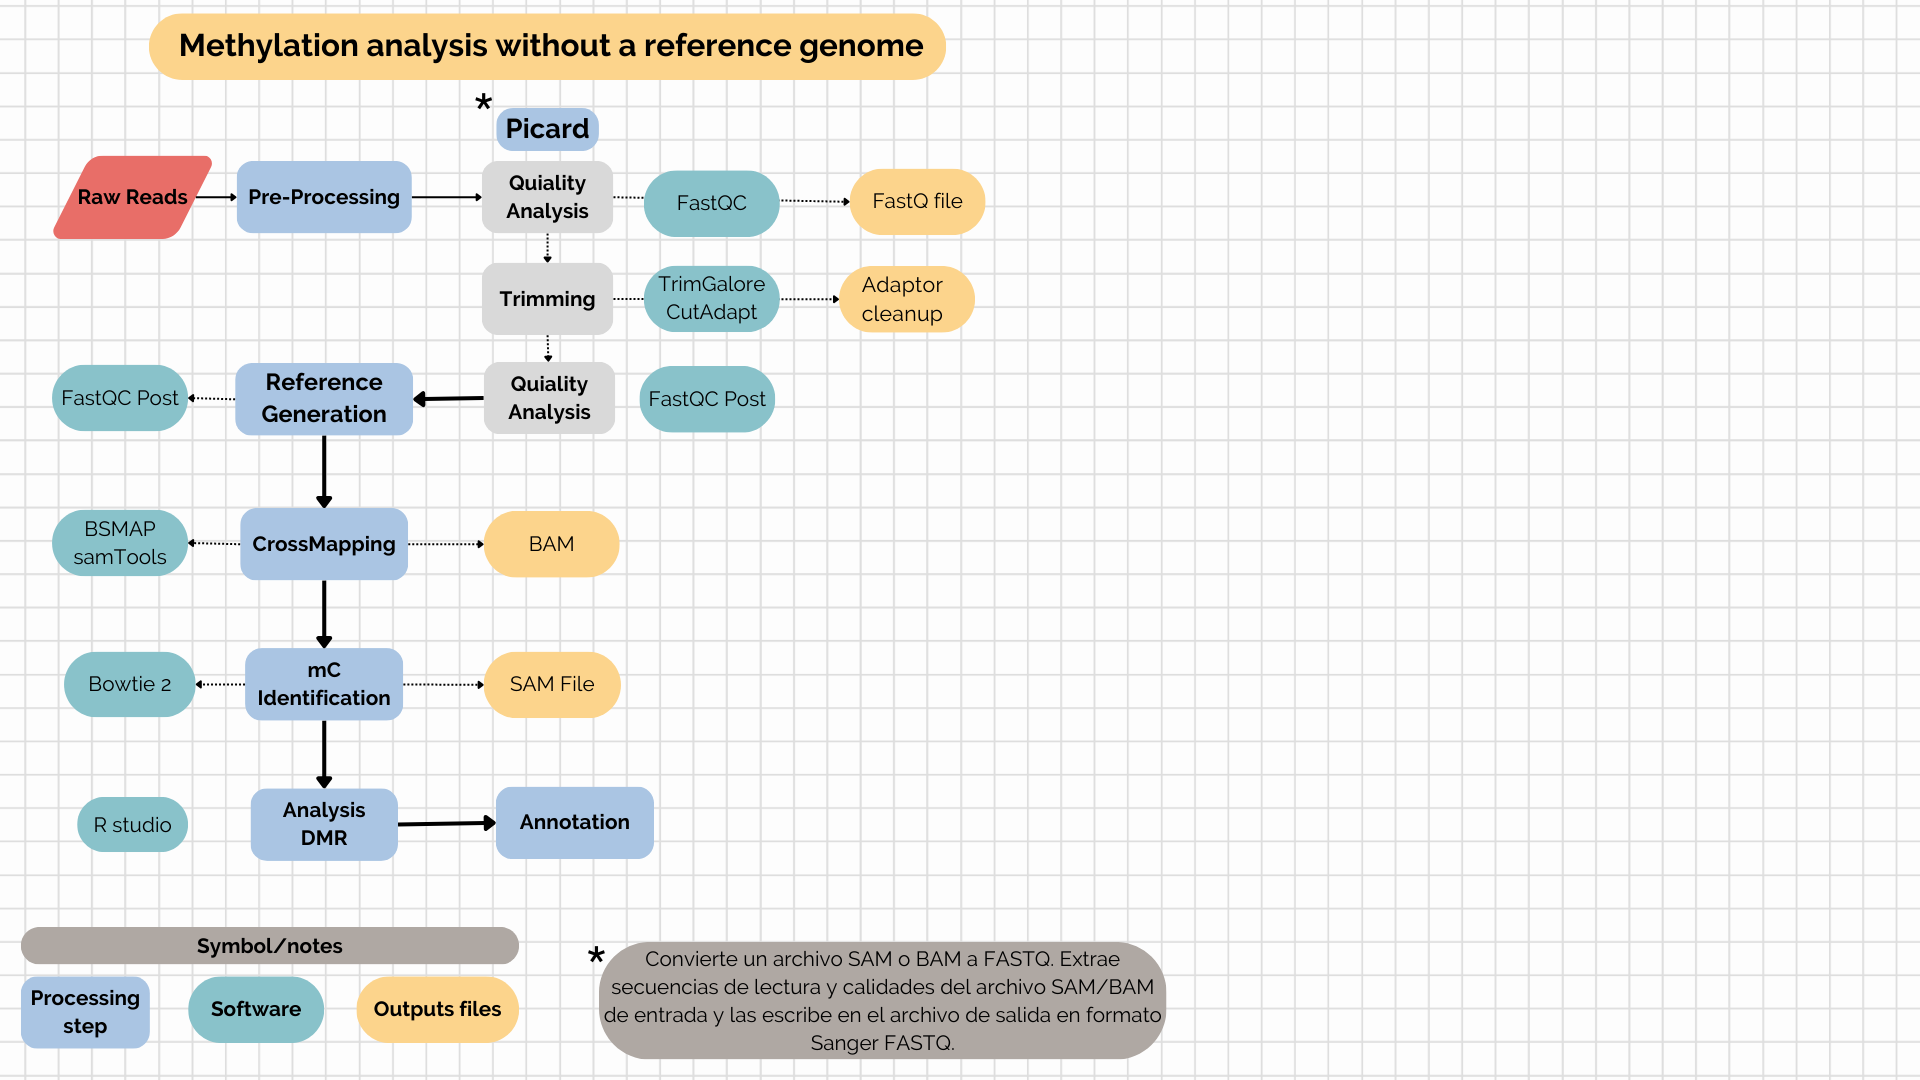 Methylation analysis without a reference genome
*
Picard
Raw Reads
Pre-Processing
Quiality
Analysis
FastQC
FastQ file
Trimming
TrimGalore
CutAdapt
Adaptor
cleanup
FastQC Post
Reference
Generation
Quiality
Analysis
FastQC Post
BSMAP
samTools
CrossMapping
BAM
Bowtie 2
mC
Identification
SAM File
R studio
Analysis
DMR
Annotation
Symbol/notes
Processing
step
Software
Outputs files
*
Convierte un archivo SAM o BAM a FASTQ. Extrae
secuencias de lectura y calidades del archivo SAM/BAM
de entrada y las escribe en el archivo de salida en formato
Sanger FASTQ.